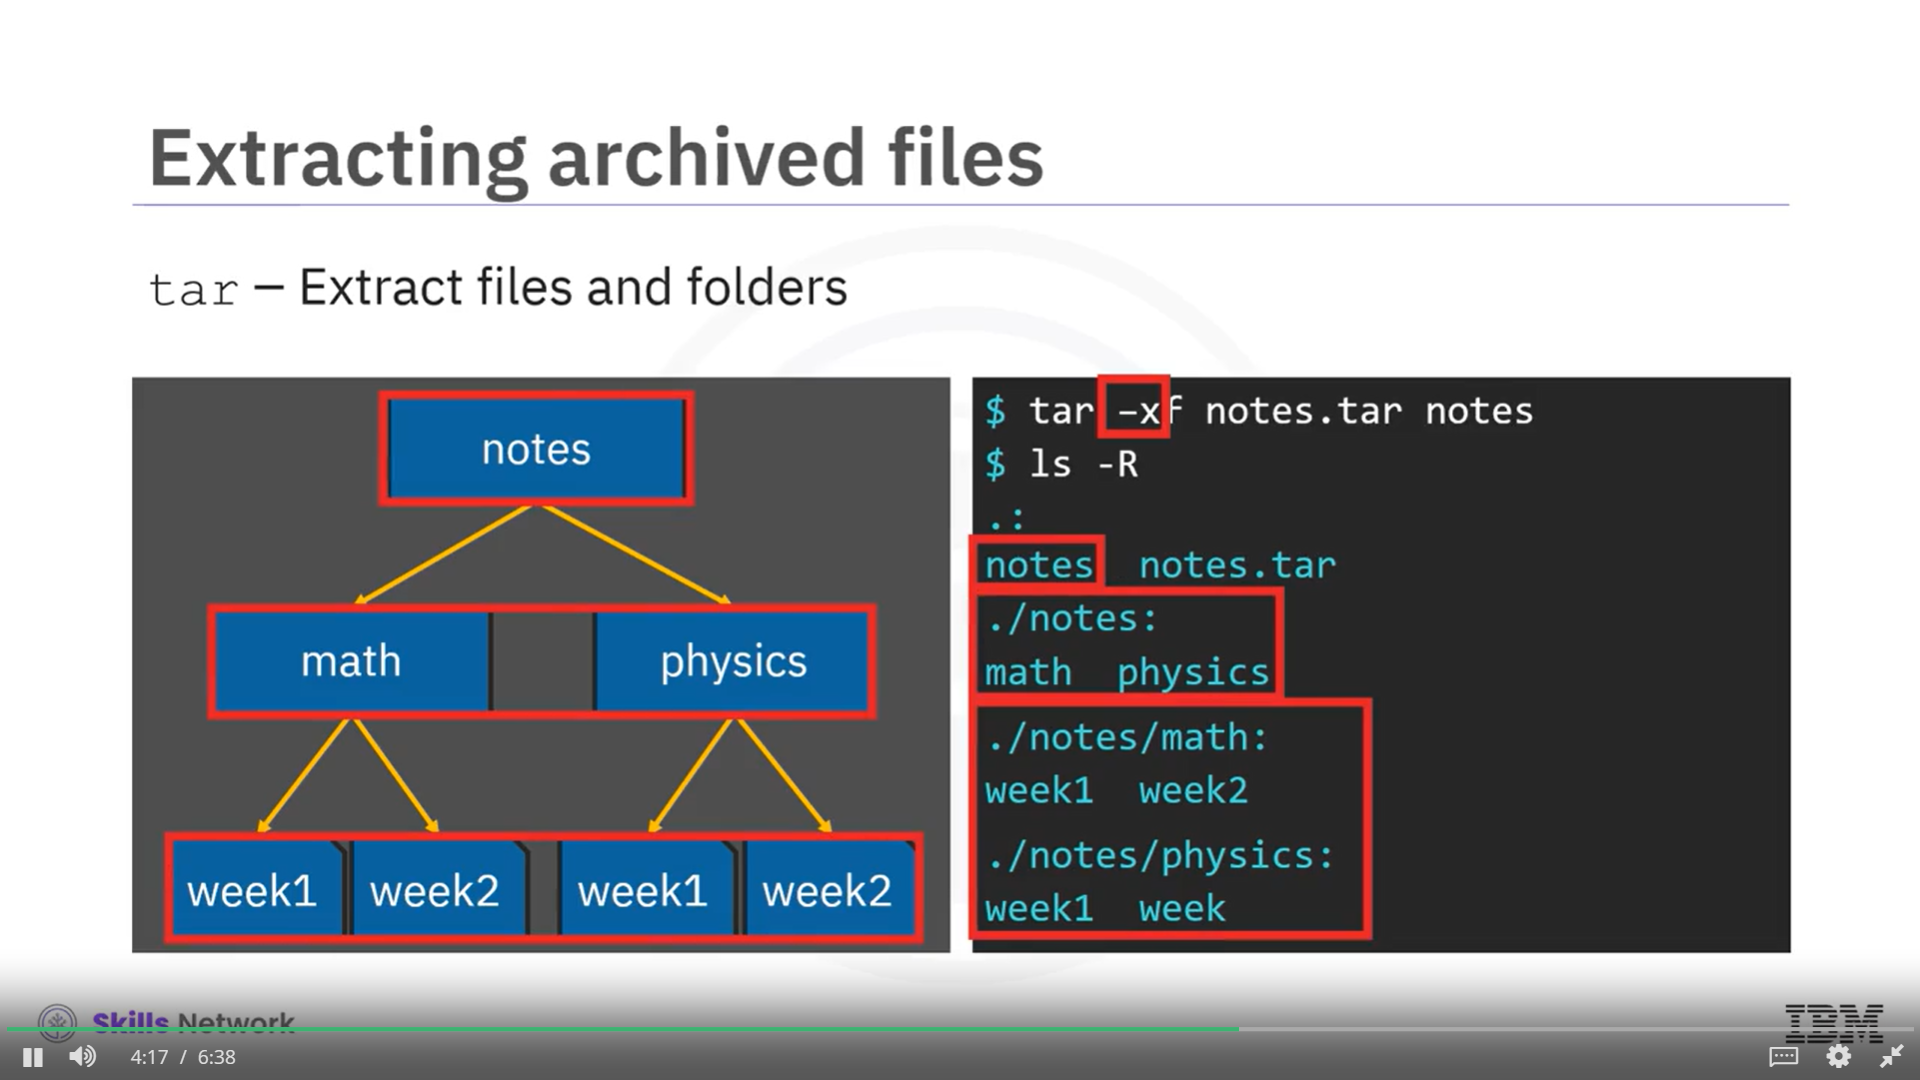 Extracting archived files
tar – Extract files and folders
notes
math physics
week1 week2 week1 week2
$ tar –xf notes.tar notes
$ ls -R
.:
notes notes.tar
./notes:
math physics
./notes/math:
week1 week2
./notes/physics:
week1 week
Skills Network
IBM
4:17 / 6:38